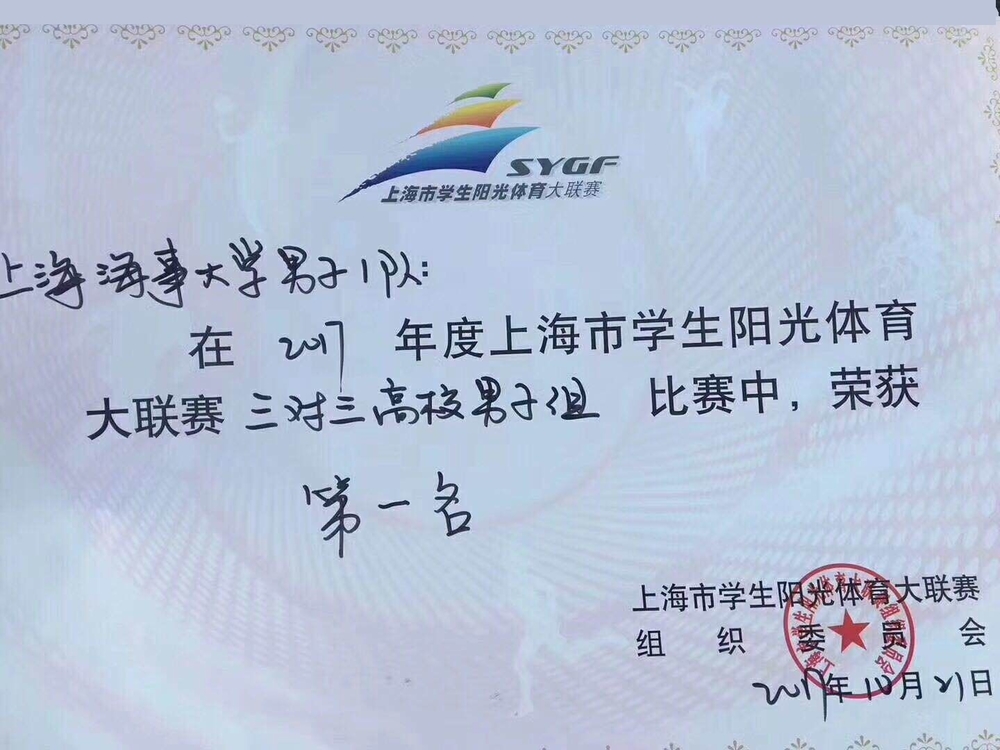 SYGF
上海市学生阳光体育大联赛
上海海事大学男子1队:
在 2017 年度上海市学生阳光体育
大联赛 三对三高校男子组 比赛中，荣获
第一名
上海市学生阳光体育大联赛
组织委员会
2017年10月21日